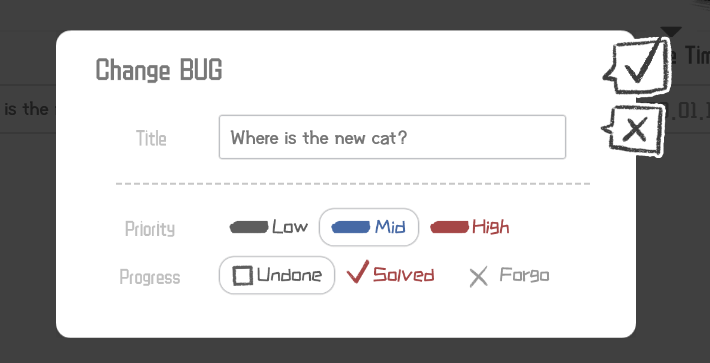 Change BUG
e Tim
is the
Title Where is the new cat?
.01.1
Priority Low Mid High
Progress Undone Solved Forgo